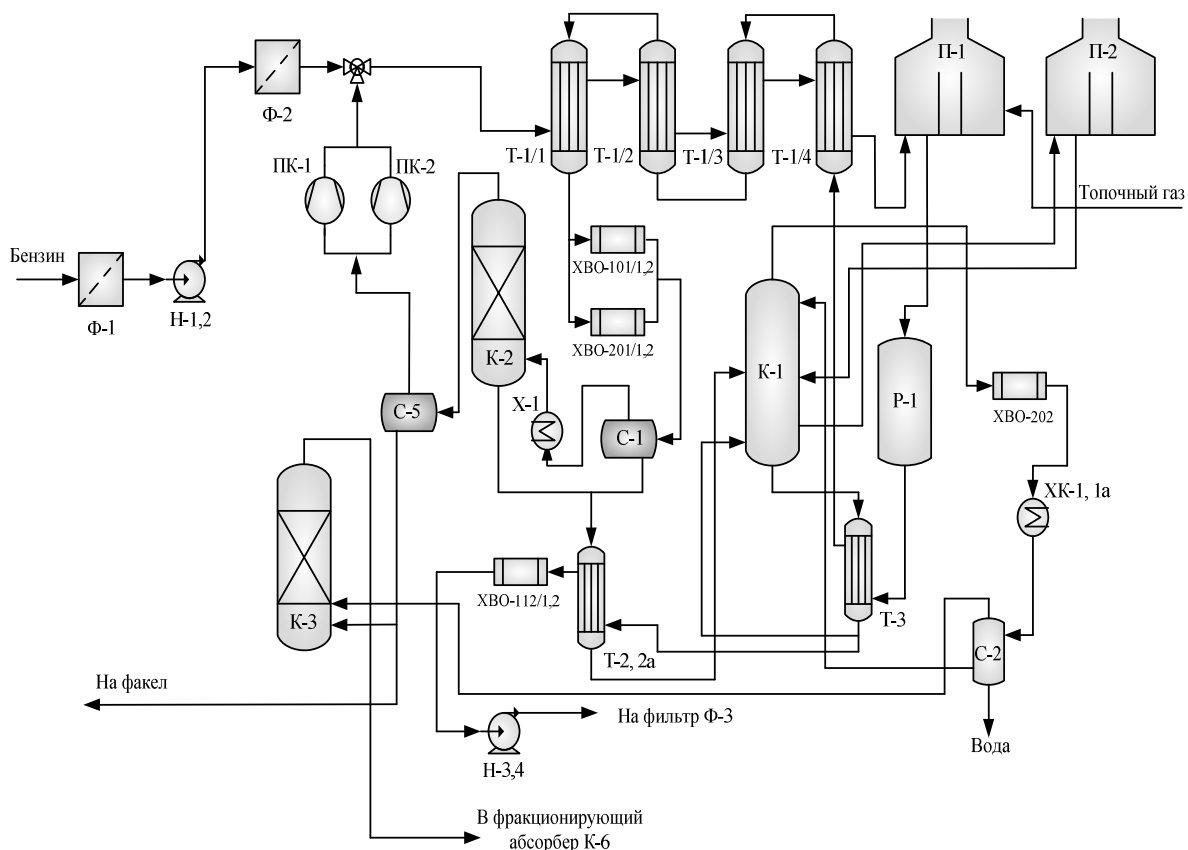 П-1
П-2
Ф-2
Т-1/1
Т-1/2
Т-1/3
Т-1/4
ПК-1
ПК-2
Топочный газ
Бензин
Ф-1
Н-1,2
ХВО-101/1,2
ХВО-201/1,2
К-2
К-1
Р-1
ХВО-202
С-5
Х-1
С-1
ХК-1, 1а
К-3
ХВО-112/1,2
Т-2, 2а
Т-3
С-2
На факел
На фильтр Ф-3
Н-3,4
Вода
В фракционирующий
абсорбер К-6